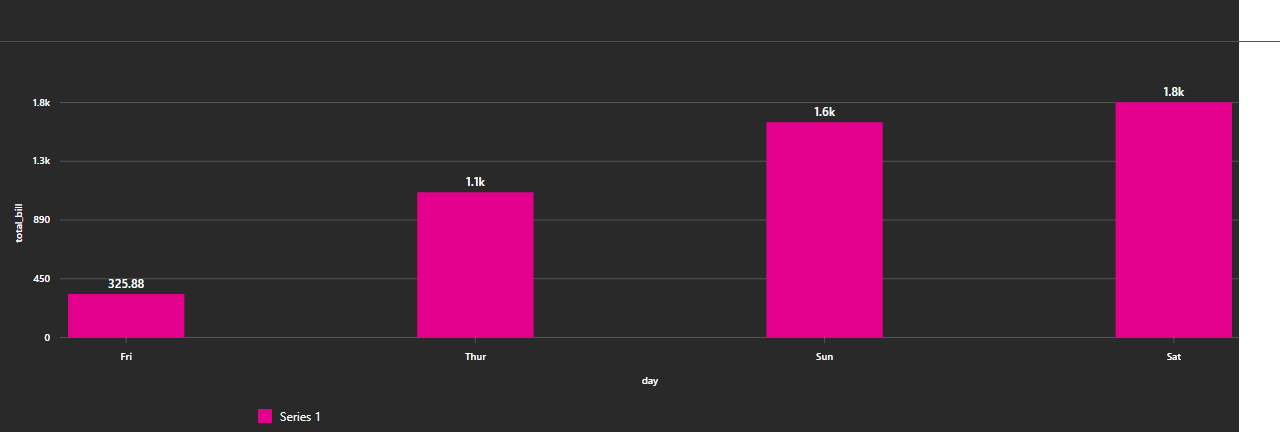 1.8k
1.8k
1.6k
1.3k
1.1k
total_bill
890
325.88
450
0
Fri
Thur
Sun
Sat
day
Series 1